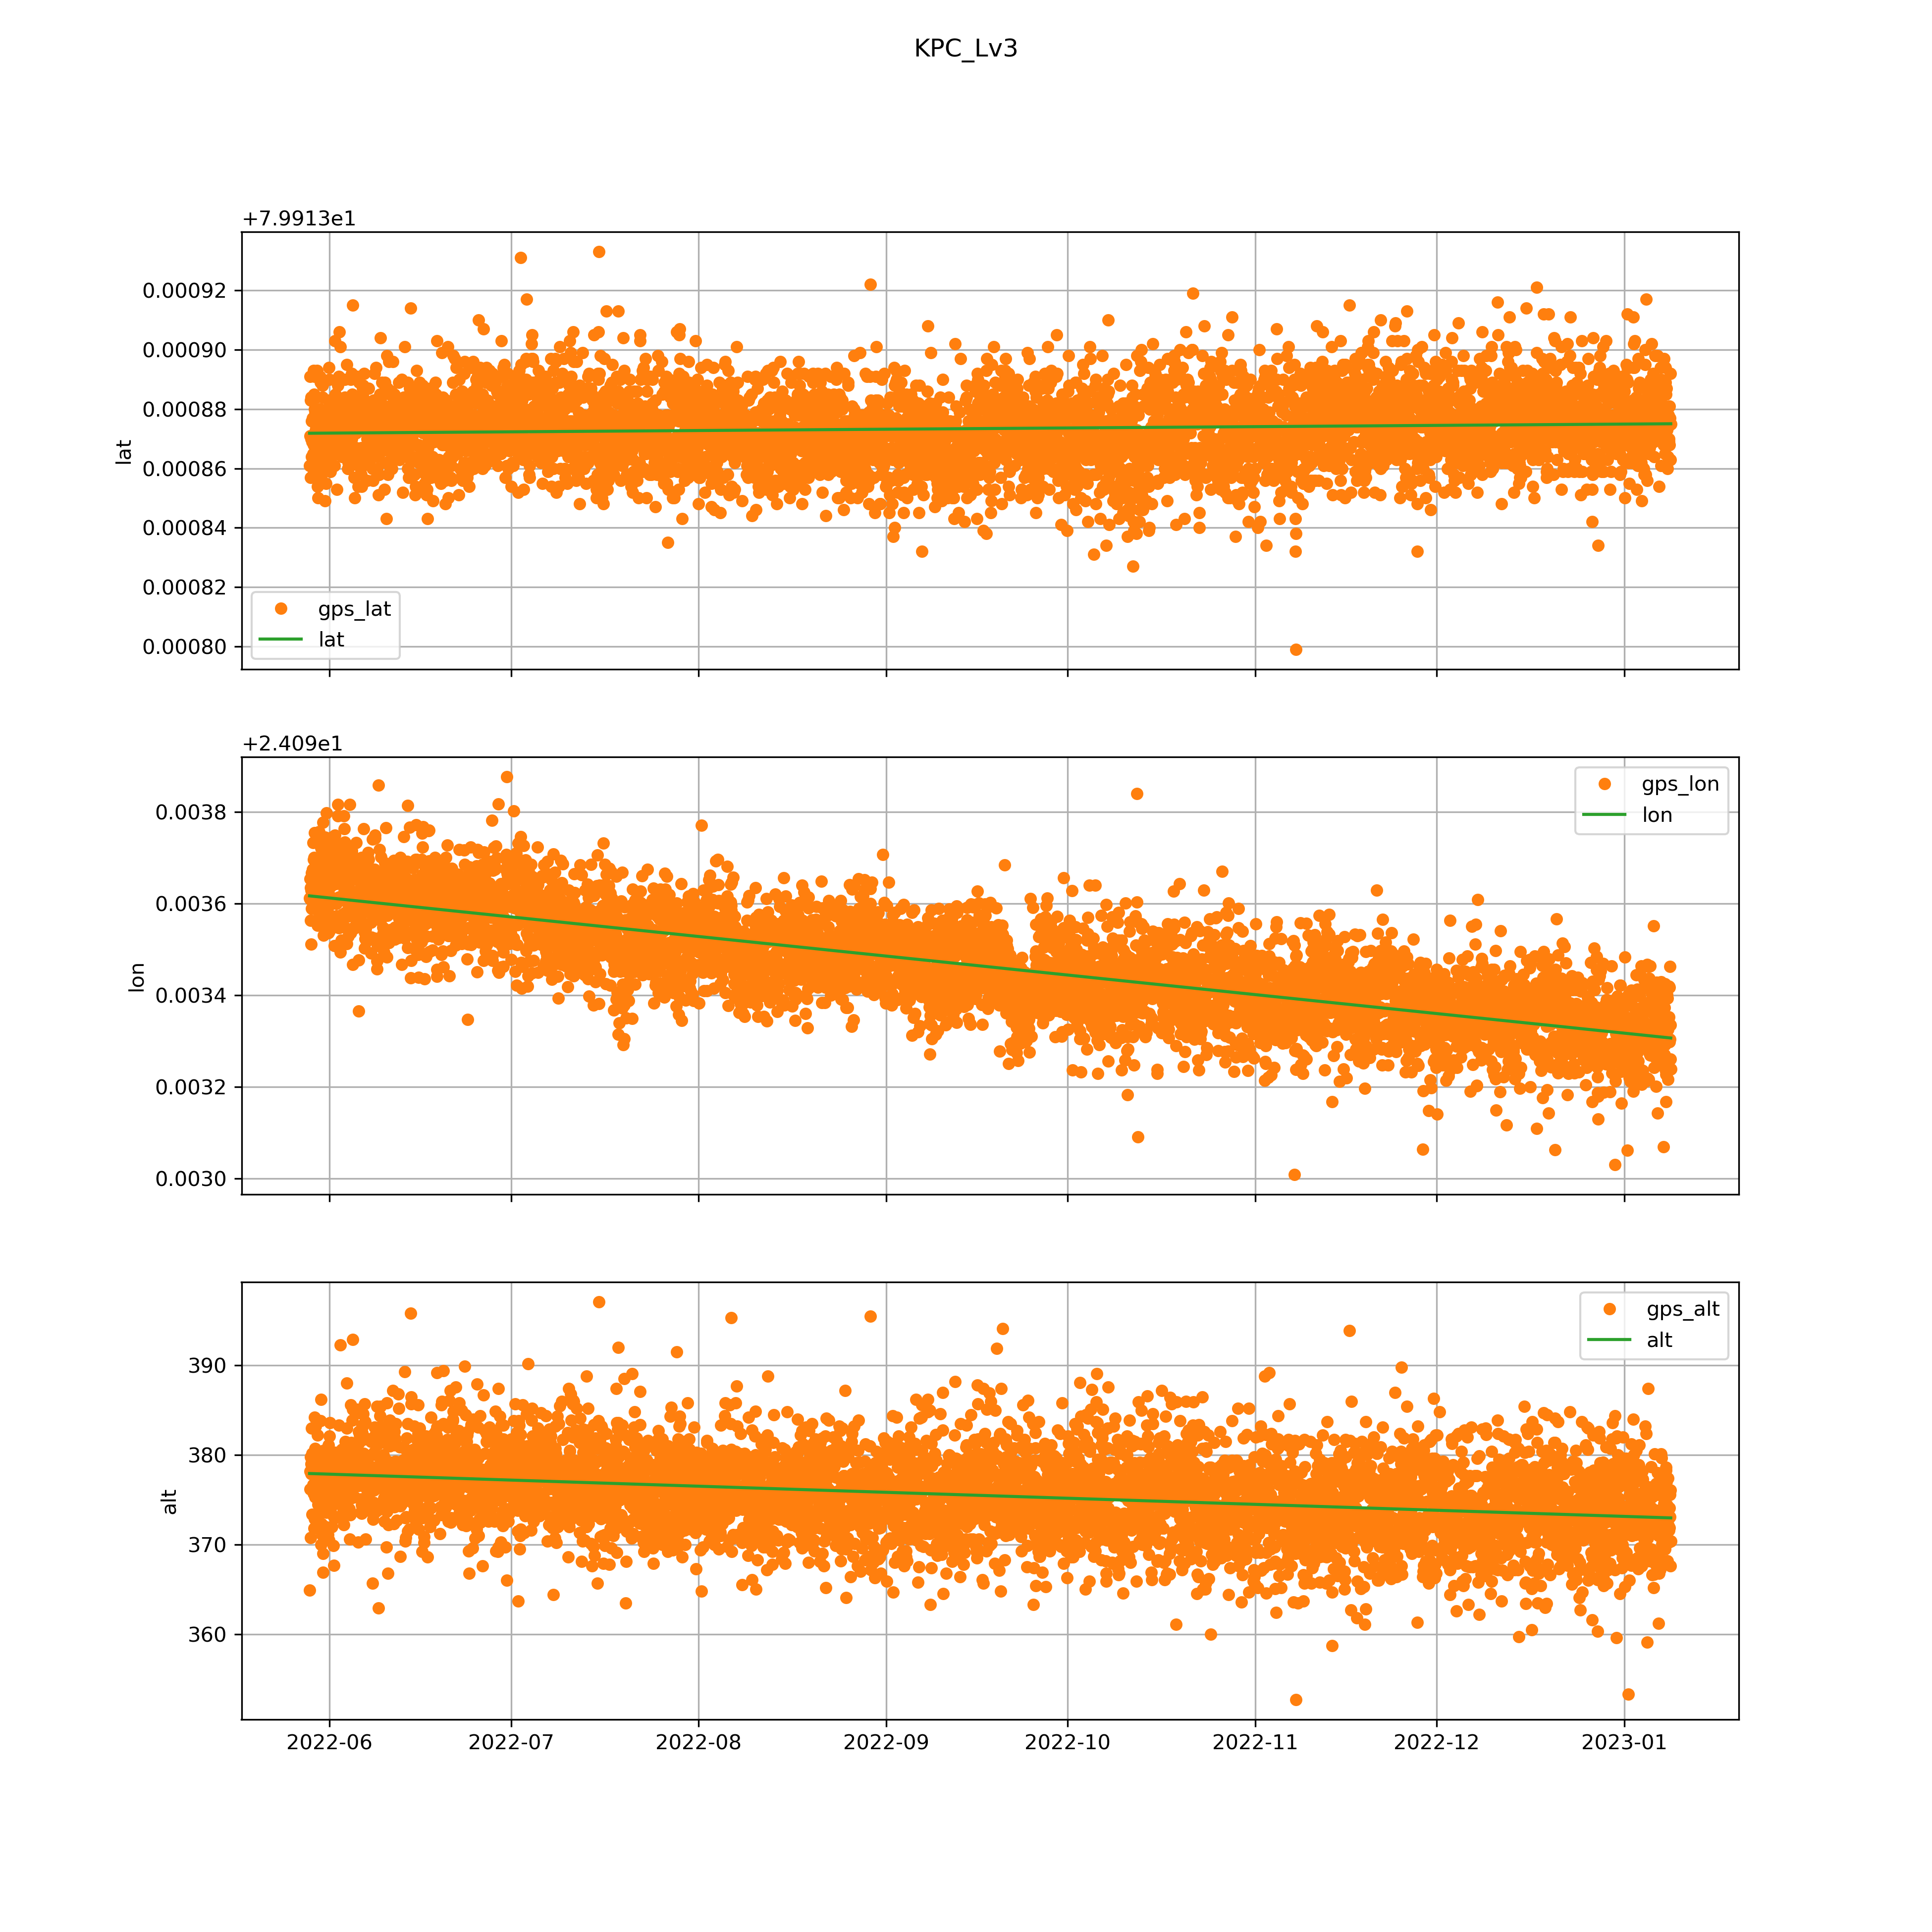 KPC_Lv3
+7.9913e1
0.00092
0.00090
0.00088
0.00086
0.00084
0.00082
0.00080
lat
gps_lat
lat
+2.409e1
0.0038
0.0036
0.0034
0.0032
0.0030
lon
gps_lon
lon
390
380
370
360
alt
gps_alt
alt
2022-06 2022-07 2022-08 2022-09 2022-10 2022-11 2022-12 2023-01